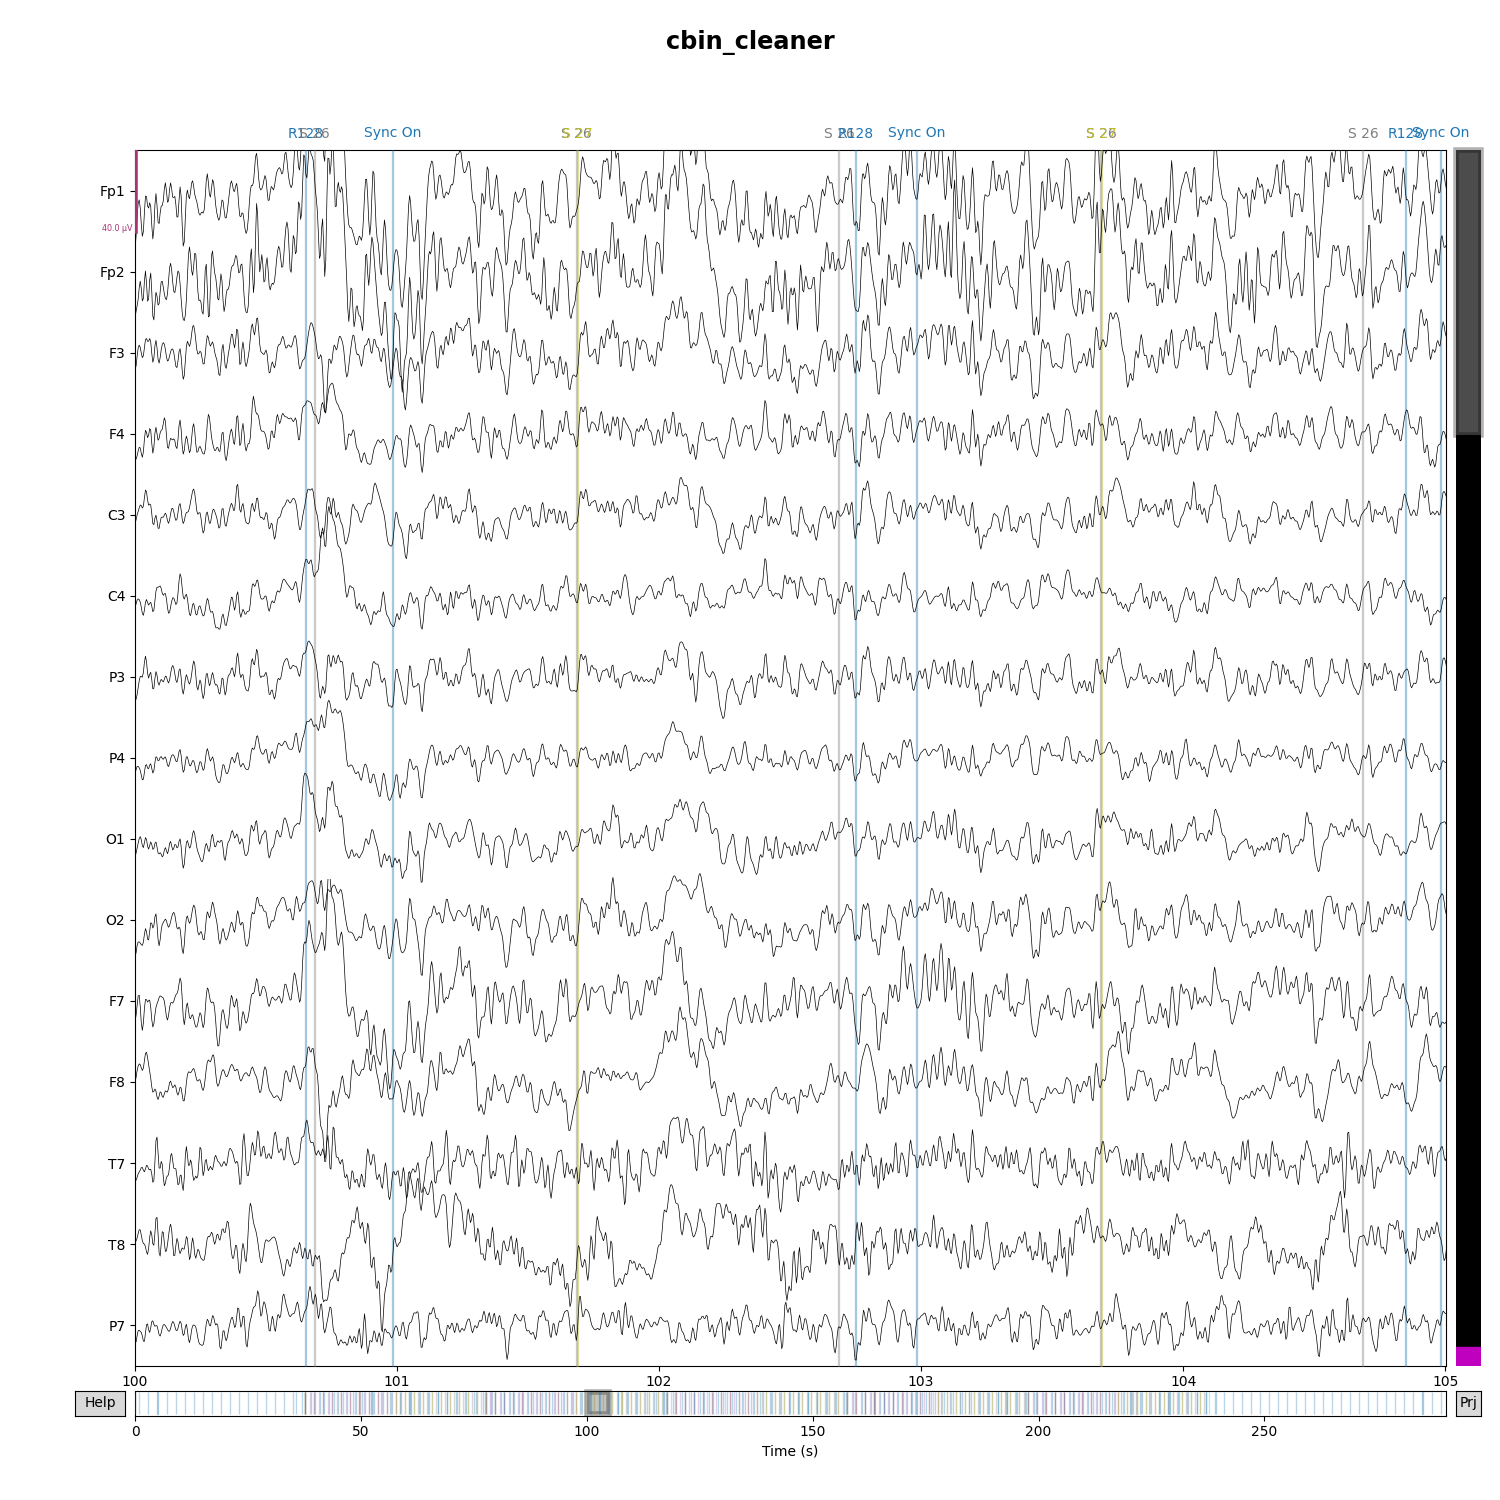 cbin_cleaner
R128 S 26 Sync On S 27 S 26 R128 Sync On S 27 S 26 R128 Sync On
Fp1
40.0 µV
Fp2
F3
F4
C3
C4
P3
P4
O1
O2
F7
F8
T7
T8
P7
100 101 102 103 104 105
Help Prj
0 50 100 150 200 250
Time (s)